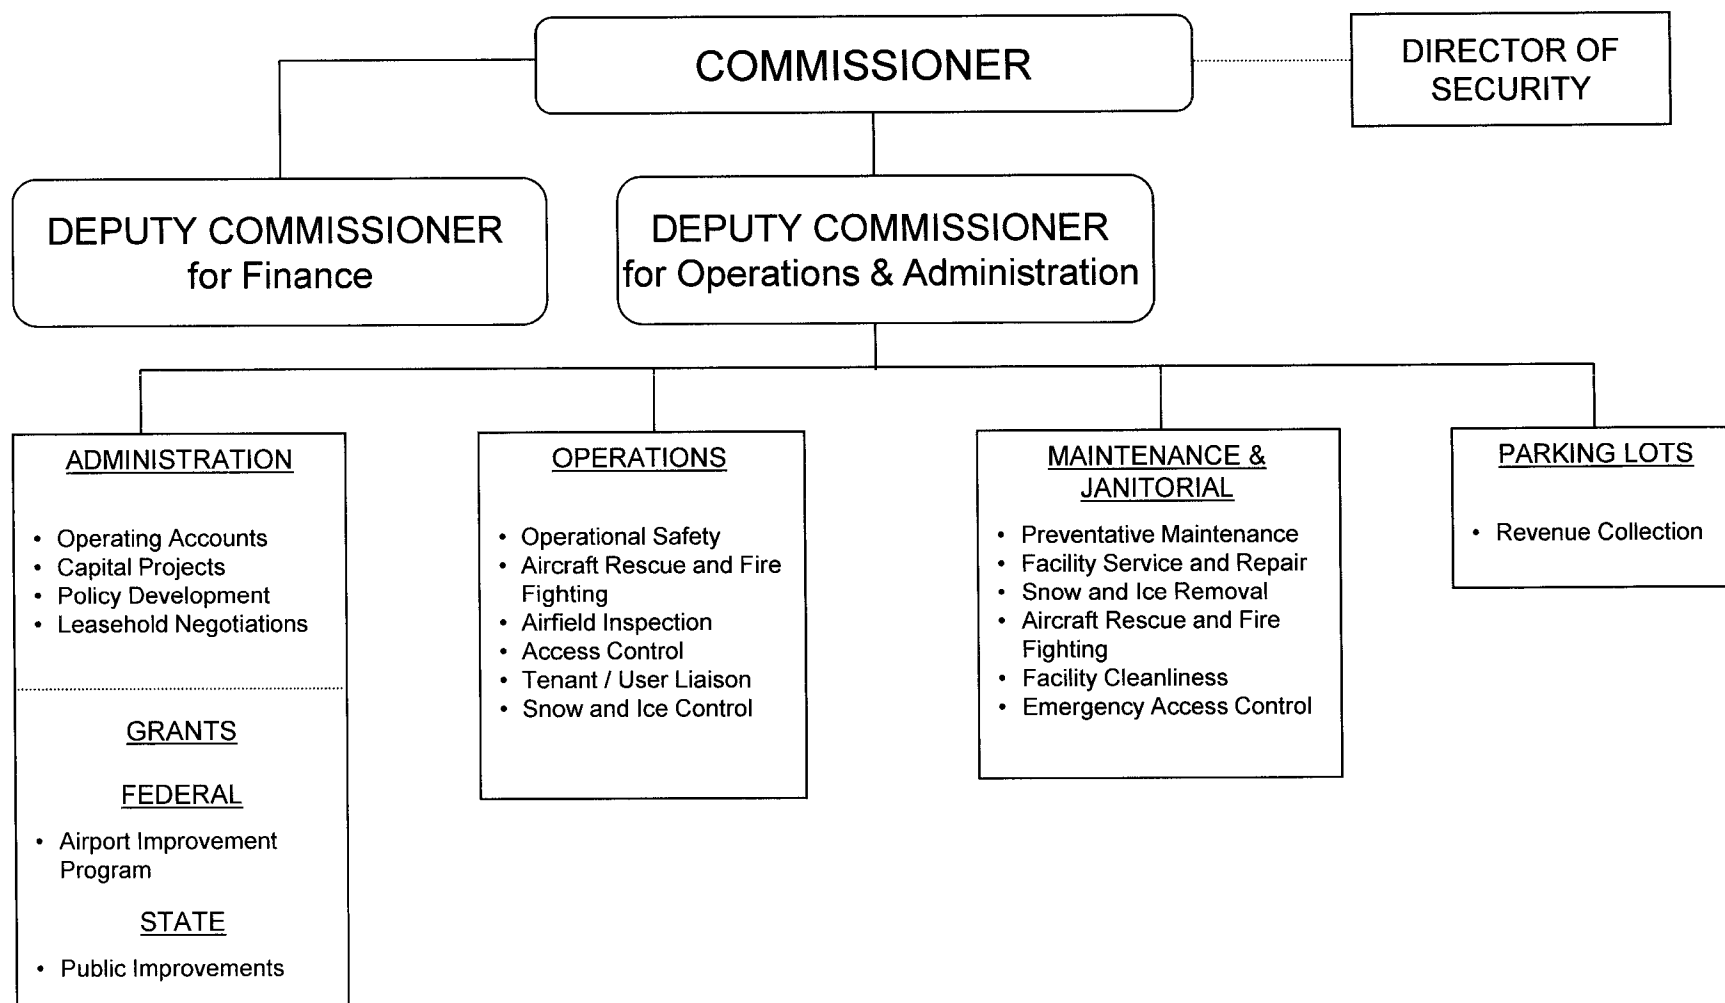 COMMISSIONER
DIRECTOR OF
SECURITY
DEPUTY COMMISSIONER
for Finance
DEPUTY COMMISSIONER
for Operations & Administration
ADMINISTRATION
• Operating Accounts
• Capital Projects
• Policy Development
• Leasehold Negotiations
GRANTS
FEDERAL
• Airport Improvement
Program
STATE
• Public Improvements
OPERATIONS
• Operational Safety
• Aircraft Rescue and Fire
Fighting
• Airfield Inspection
• Access Control
• Tenant / User Liaison
• Snow and Ice Control
MAINTENANCE &
JANITORIAL
• Preventative Maintenance
• Facility Service and Repair
• Snow and Ice Removal
• Aircraft Rescue and Fire
Fighting
• Facility Cleanliness
• Emergency Access Control
PARKING LOTS
• Revenue Collection